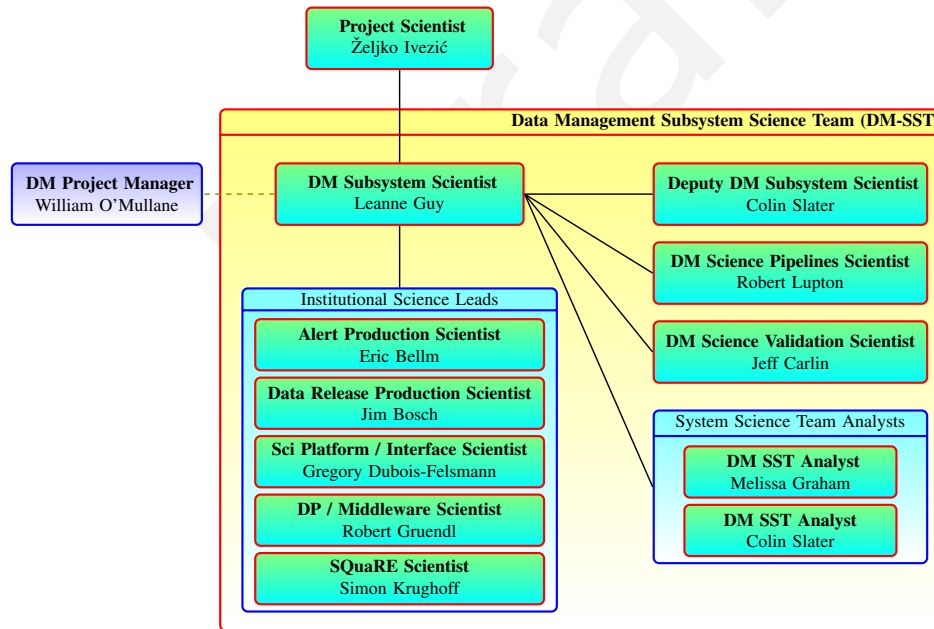 Project Scientist
Željko Ivezić
Data Management Subsystem Science Team (DM-SST
DM Project Manager
William O'Mullane
DM Subsystem Scientist
Leanne Guy
Deputy DM Subsystem Scientist
Colin Slater
DM Science Pipelines Scientist
Robert Lupton
DM Science Validation Scientist
Jeff Carlin
Institutional Science Leads
Alert Production Scientist
Eric Bellm
Data Release Production Scientist
Jim Bosch
Sci Platform / Interface Scientist
Gregory Dubois-Felsmann
DP / Middleware Scientist
Robert Gruendl
SQuaRE Scientist
Simon Krughoff
System Science Team Analysts
DM SST Analyst
Melissa Graham
DM SST Analyst
Colin Slater